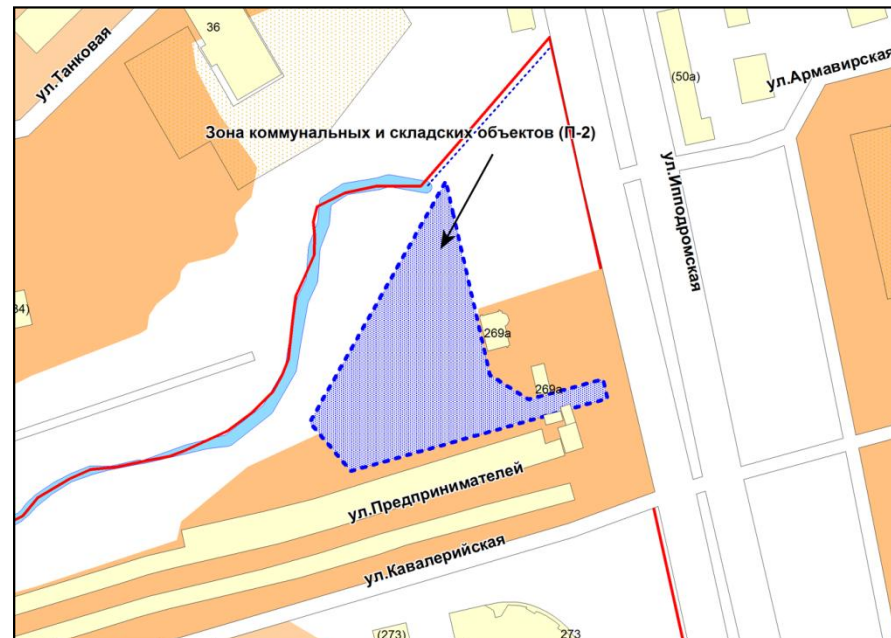 36
ул.Танковая
(50а)
ул.Армавирская
Зона коммунальных и складских объектов (П-2)
ул.Ипподромская
34)
269а
269а
ул.Предпринимателей
ул.Кавалерийская
(273)
273